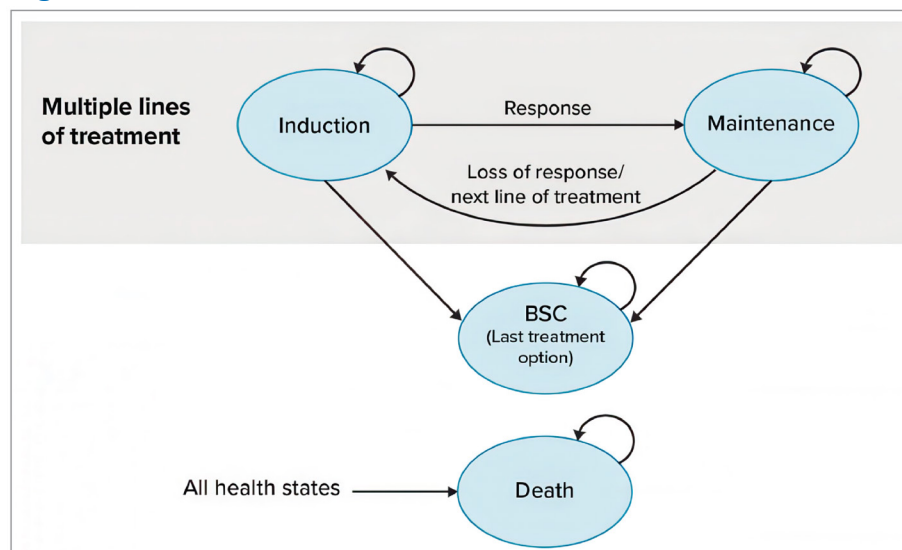 Multiple lines
of treatment
Induction
Response
Maintenance
Loss of response/
next line of treatment
BSC
(Last treatment
option)
All health states
Death